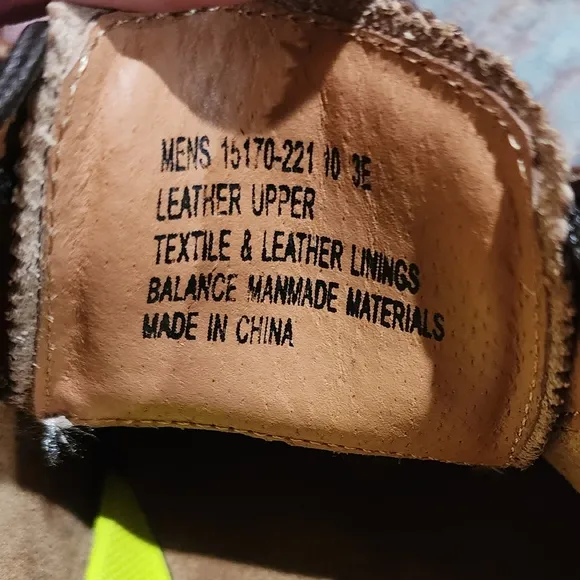 MENS 15170-221 10 3E
LEATHER UPPER
TEXTILE & LEATHER LININGS
BALANCE MANMADE MATERIALS
MADE IN CHINA